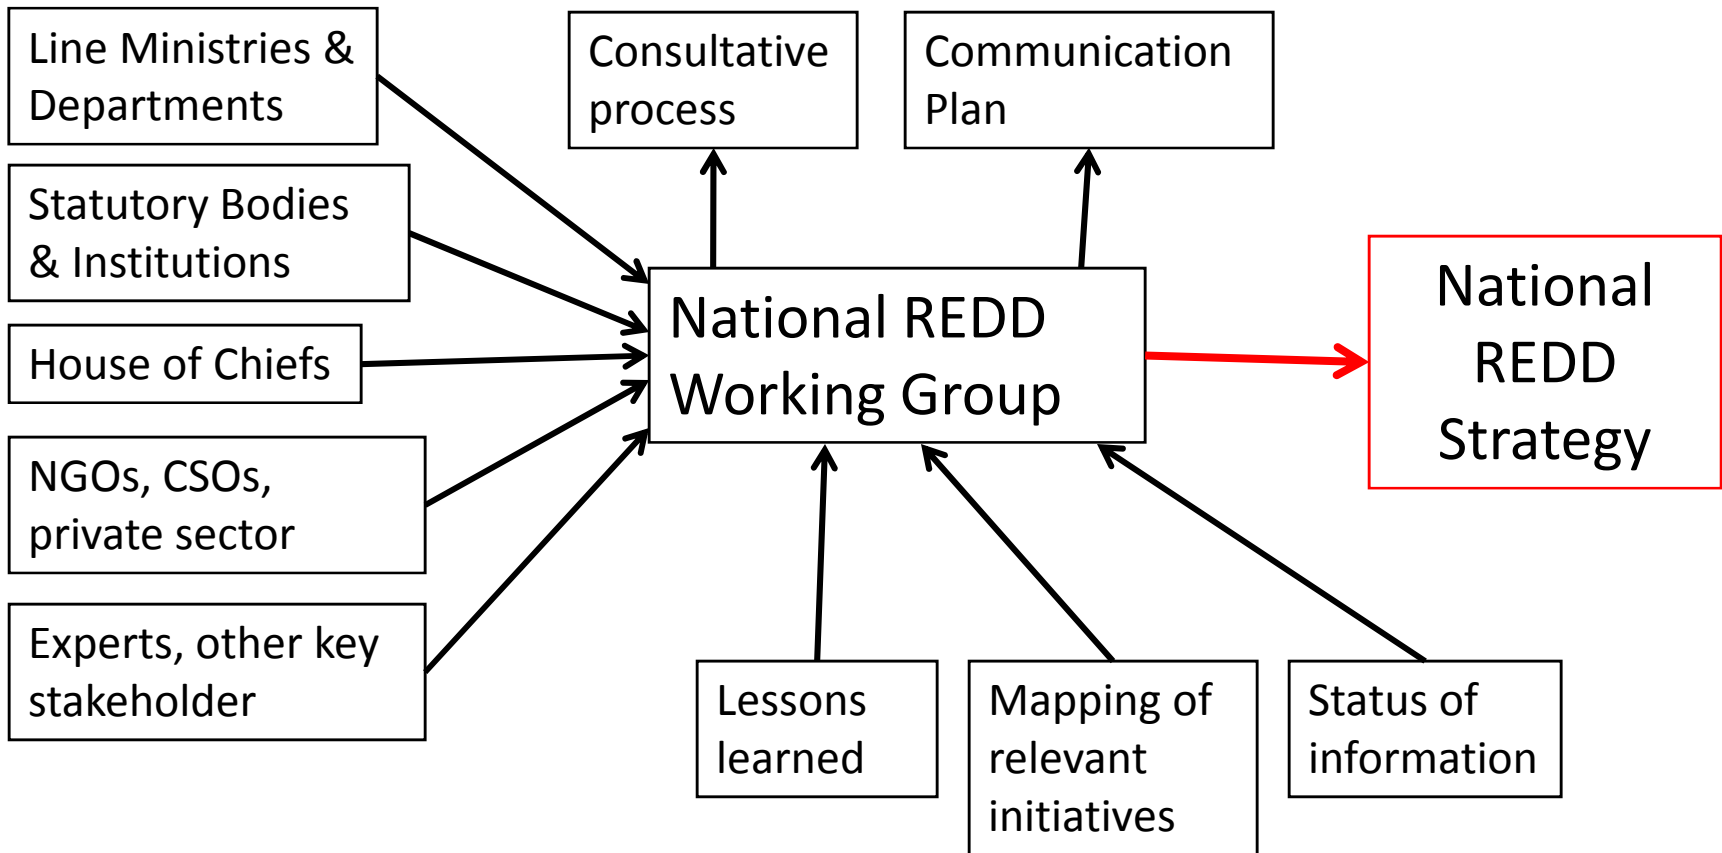 Line Ministries &
Departments
Consultative
process
Communication
Plan
Statutory Bodies
& Institutions
House of Chiefs
NGOs, CSOs,
private sector
Experts, other key
stakeholder
National REDD
Working Group
National
REDD
Strategy
Lessons
learned
Mapping of
relevant
initiatives
Status of
information